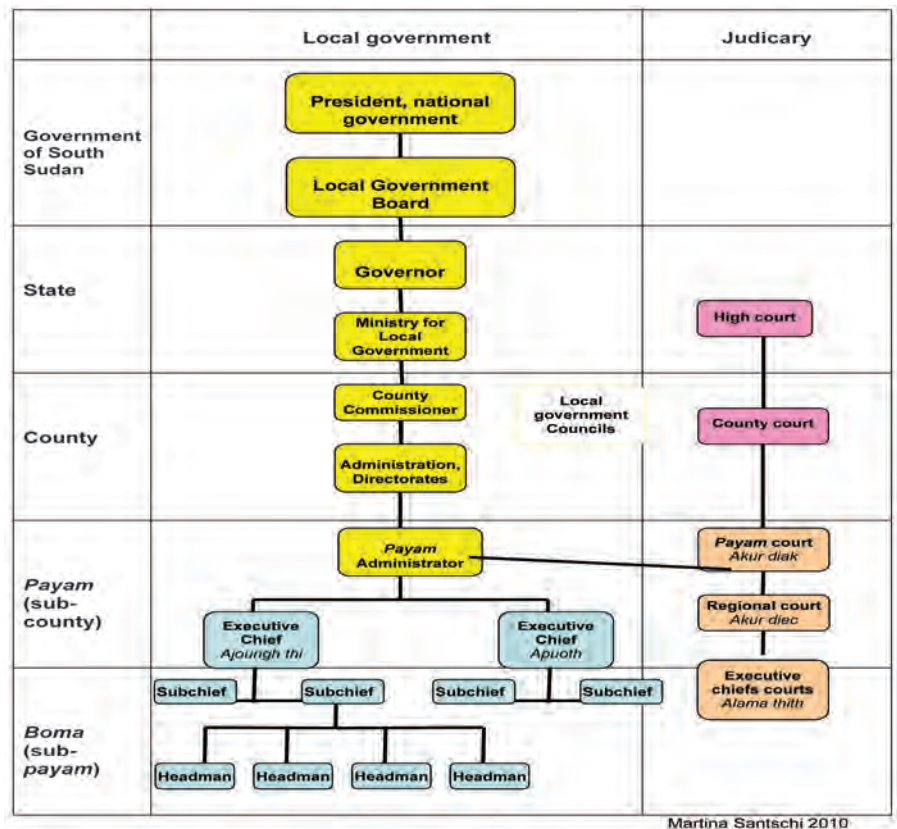 Local government
Judicary
Government
of South
Sudan
President, national
government
Local Government
Board
State
Governor
Ministry for
Local
Government
High court
County
County
Commissioner
Administration,
Directorates
Local
government
Councils
County court
Payam
(sub-
county)
Payam
Administrator
Executive
Chief
Ajoungh thi
Executive
Chief
Apuoth
Payam court
Akur diak
Regional court
Akur diec
Executive
chiefs courts
Alama thith
Boma
(sub-
payam)
Subchief
Subchief
Subchief
Subchief
Headman
Headman
Headman
Headman
Martina Santschi 2010